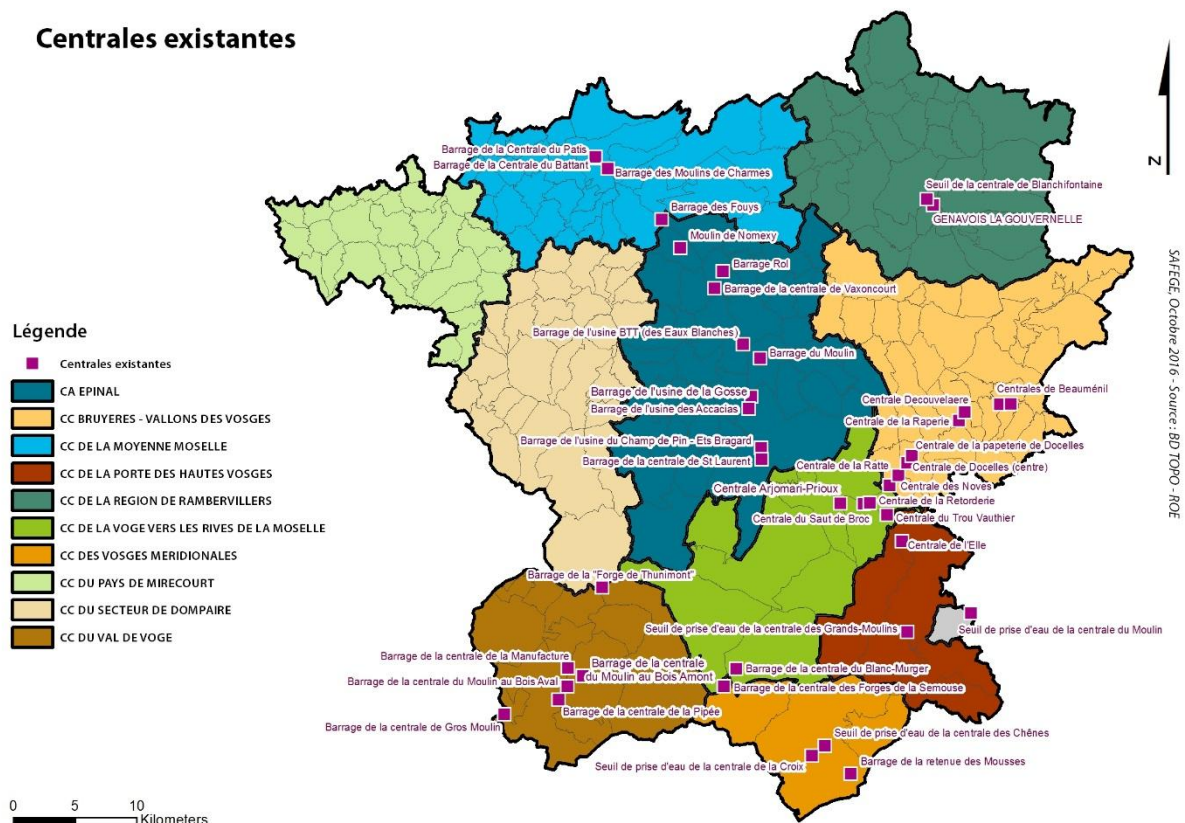 Centrales existantes
Barrage de la Centrale du Patis
Barrage de la Centrale du Battant
Barrage des Moulins de Charmes
Seuil de la centrale de Blanchifontaine
GENAVOIS LA GOUVERNELLE
Barrage des Fouys
Moulin de Nomexy
Barrage Rol
Barrage de la centrale de Vaxoncourt
Barrage de l'usine BTT (des Eaux Blanches)
Barrage du Moulin
Barrage de l'usine de la Gosse
Barrage de l'usine des Accacias
Centrales de Beauménil
Centrale Decouvelaere
Centrale de la Raperie
Barrage de l'usine du Champ de Pin - Ets Bragard
Barrage de la centrale de St Laurent
Centrale de la papeterie de Docelles
Centrale de la Ratte
Centrale de Docelles (centre)
Centrale des Noves
Centrale Arjomari-Prioux
Centrale de la Retorderie
Centrale du Saut de Broc
Centrale du Trou Vauthier
Centrale de l'Elle
Barrage de la "Forge de Thunimont"
Seuil de prise d'eau de la centrale des Grands-Moulins
Seuil de prise d'eau de la centrale du Moulin
Barrage de la centrale de la Manufacture
Barrage de la centrale
du Moulin au Bois Amont
Barrage de la centrale du Moulin au Bois Aval
Barrage de la centrale du Blanc-Murger
Barrage de la centrale des Forges de la Semouse
Barrage de la centrale de la Pipée
Barrage de la centrale de Gros Moulin
Seuil de prise d'eau de la centrale des Chênes
Seuil de prise d'eau de la centrale de la Croix
Barrage de la retenue des Mousses
Légende
Centrales existantes
CA EPINAL
CC BRUYERES - VALLONS DES VOSGES
CC DE LA MOYENNE MOSELLE
CC DE LA PORTE DES HAUTES VOSGES
CC DE LA REGION DE RAMBERVILLERS
CC DE LA VOGE VERS LES RIVES DE LA MOSELLE
CC DES VOSGES MERIDIONALES
CC DU PAYS DE MIRECOURT
CC DU SECTEUR DE DOMPAIRE
CC DU VAL DE VOGE
0 5 10
Kilometers
N
SAFEGE, Octobre 2016 - Source : BD TOPO - ROE